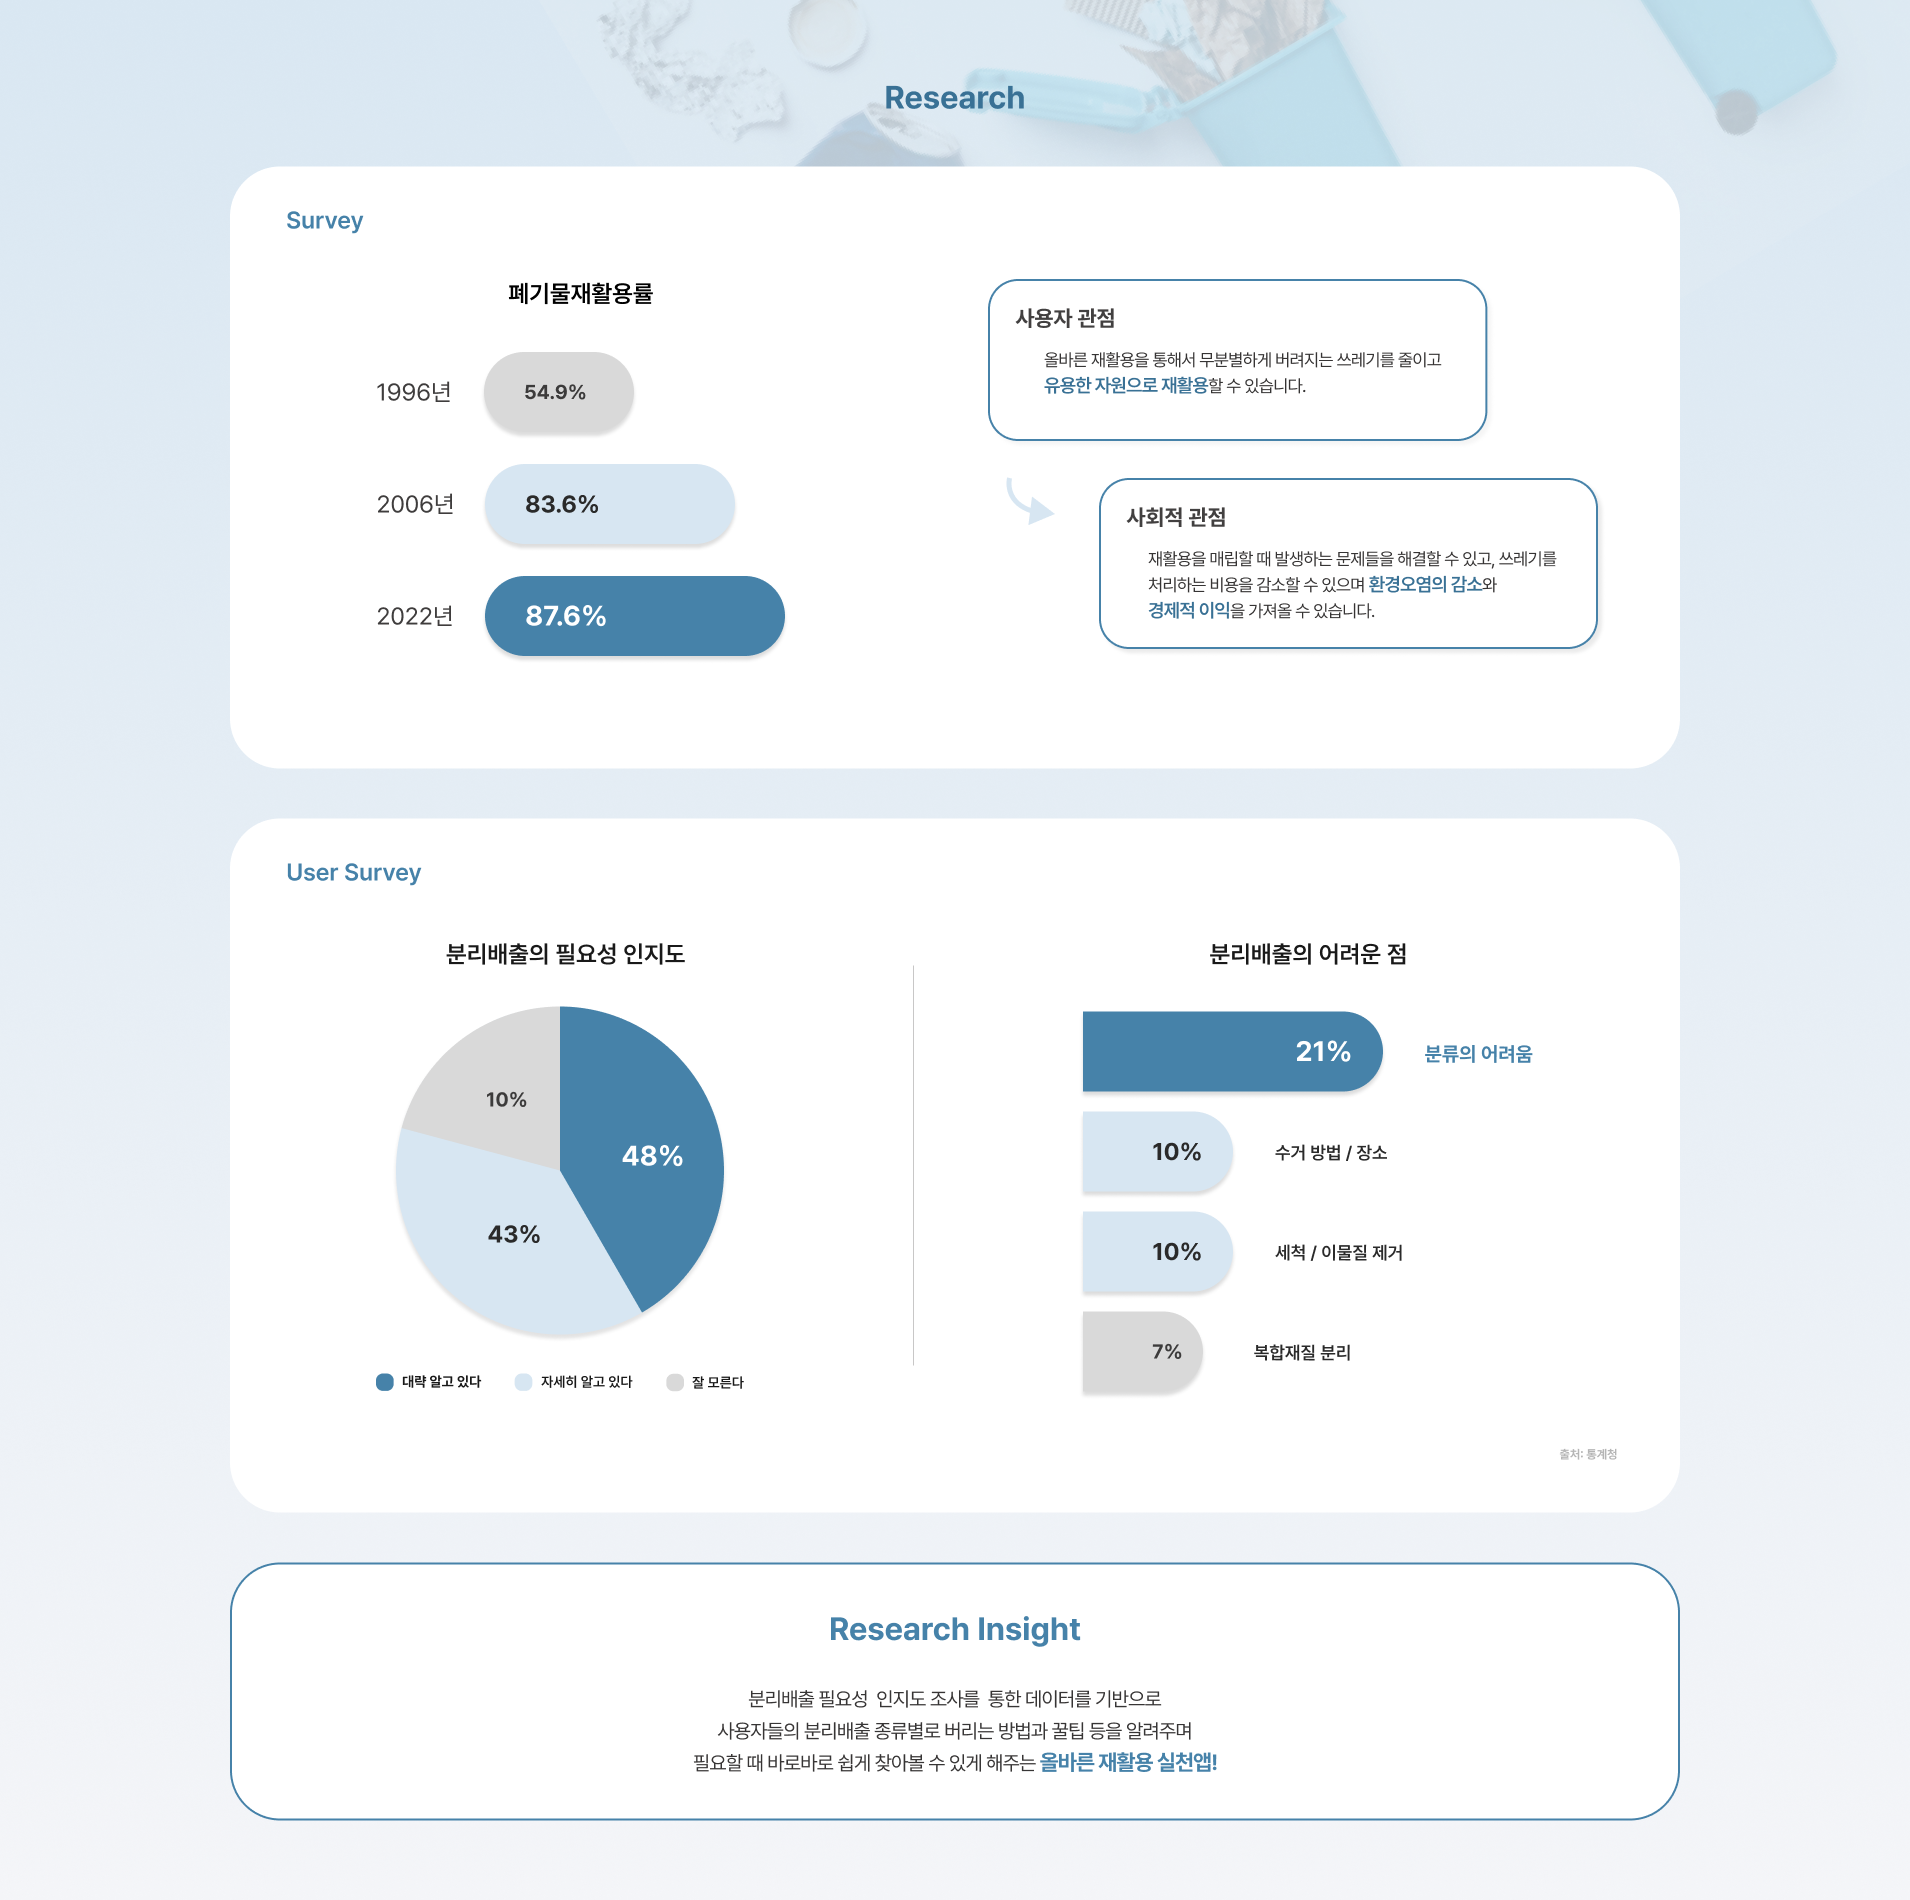 Research
Survey
폐기물재활용률
1996년
54.9%
2006년
83.6%
2022년
87.6%
사용자 관점
올바른 재활용을 통해서 무분별하게 버려지는 쓰레기를 줄이고
유용한 자원으로 재활용할 수 있습니다.
사회적 관점
재활용을 매립할 때 발생하는 문제들을 해결할 수 있고, 쓰레기를
처리하는 비용을 감소할 수 있으며 환경오염의 감소와
경제적 이익을 가져올 수 있습니다.
User Survey
분리배출의 필요성 인지도
10%
48%
43%
대략 알고 있다
자세히 알고 있다
잘 모른다
분리배출의 어려운 점
21%
분류의 어려움
10%
수거 방법 / 장소
10%
세척 / 이물질 제거
7%
복합재질 분리
출처: 통계청
Research Insight
분리배출 필요성 인지도 조사를 통한 데이터를 기반으로
사용자들의 분리배출 종류별로 버리는 방법과 꿀팁 등을 알려주며
필요할 때 바로바로 쉽게 찾아볼 수 있게 해주는 올바른 재활용 실천앱!